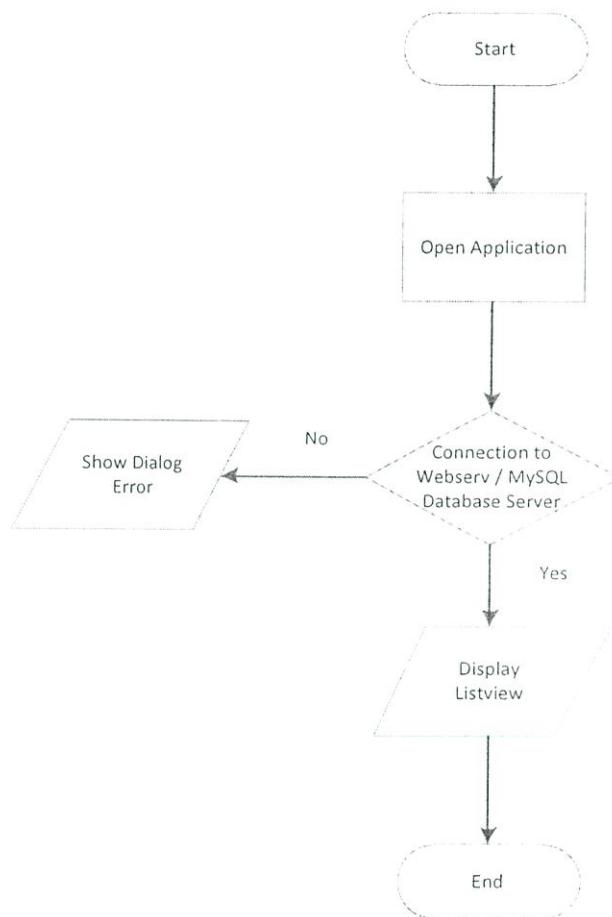 Start
Open Application
Connection to
Webserv / MySQL
Database Server
No
Show Dialog
Error
Yes
Display
Listview
End